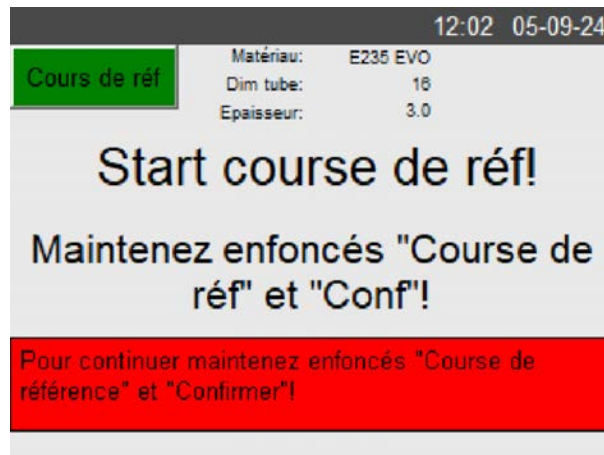 12:02 05-09-24
Cours de réf
Matériau: E235 EVO
Dim tube: 16
Epaisseur: 3.0
Start course de réf!
Maintenez enfoncés "Course de
réf" et "Conf"!
Pour continuer maintenez enfoncés "Course de
référence" et "Confirmer"!